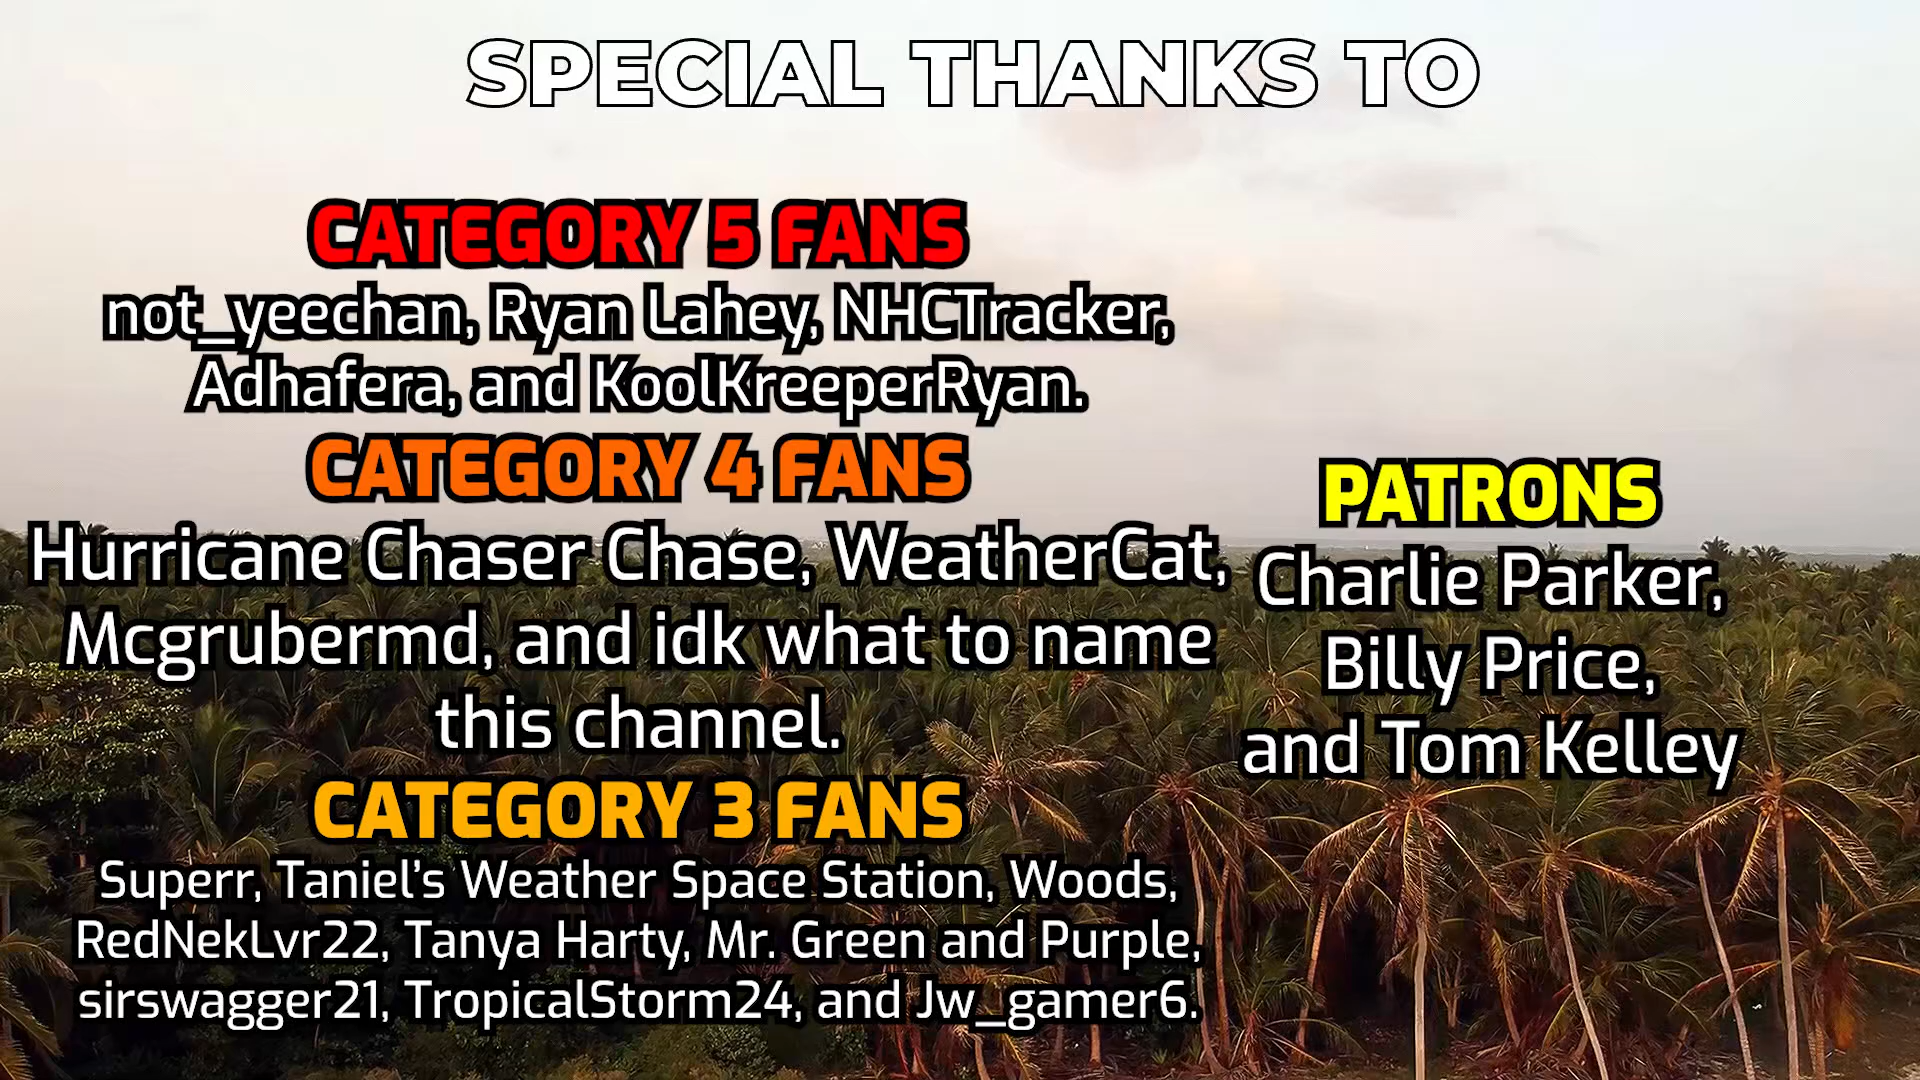 SPECIAL THANKS TO
CATEGORY 5 FANS
not_yeechan, Ryan Lahey, NHCTracker,
Adhafera, and KoolKreeperRyan.
CATEGORY 4 FANS
Hurricane Chaser Chase, WeatherCat,
Mcgrubermd, and idk what to name
this channel.
CATEGORY 3 FANS
Superr, Taniel’s Weather Space Station, Woods,
RedNekLvr22, Tanya Harty, Mr. Green and Purple,
sirswagger21, TropicalStorm24, and Jw_gamer6.
PATRONS
Charlie Parker,
Billy Price,
and Tom Kelley